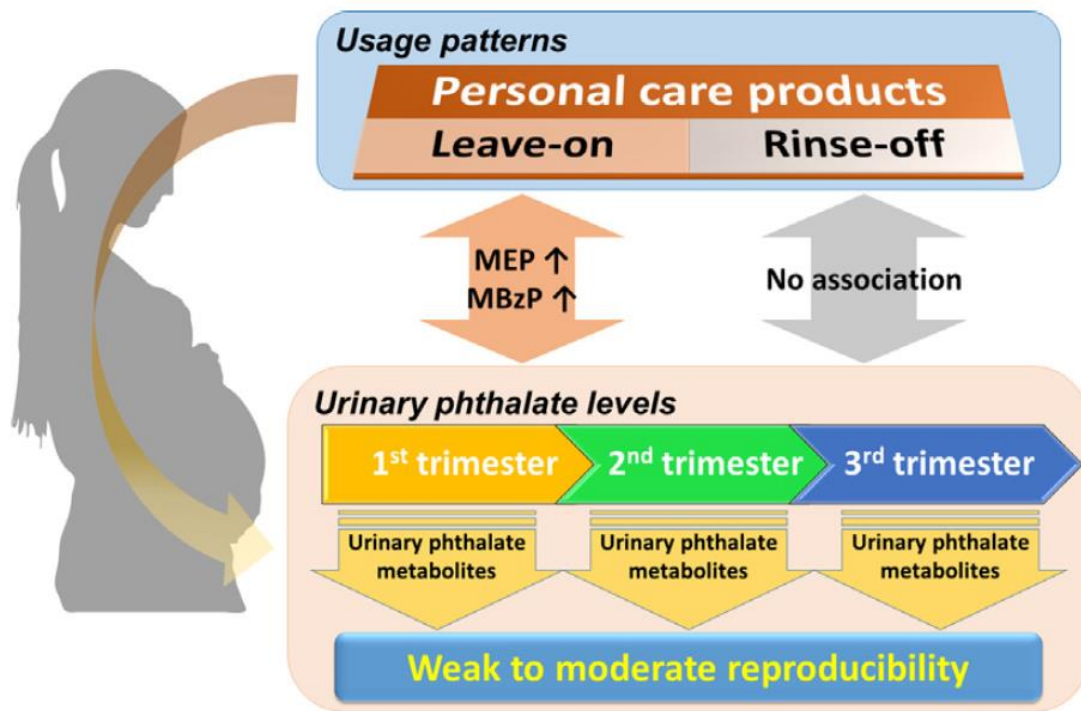 Usage patterns
Personal care products
Leave-on
Rinse-off
MEP ↑
MBzP ↑
No association
Urinary phthalate levels
1st trimester
2nd trimester
3rd trimester
Urinary phthalate
metabolites
Urinary phthalate
metabolites
Urinary phthalate
metabolites
Weak to moderate reproducibility